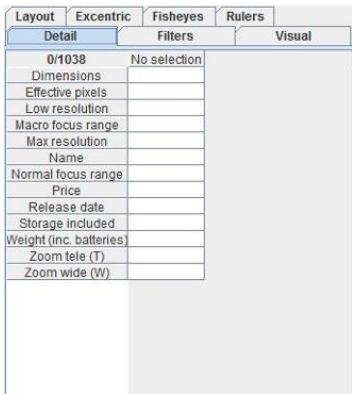 Layout Excentric Fisheyes Rulers
Detail Filters Visual
0/1038 No selection
Dimensions
Effective pixels
Low resolution
Macro focus range
Max resolution
Name
Normal focus range
Price
Release date
Storage included
Weight (inc. batteries)
Zoom tele (T)
Zoom wide (W)